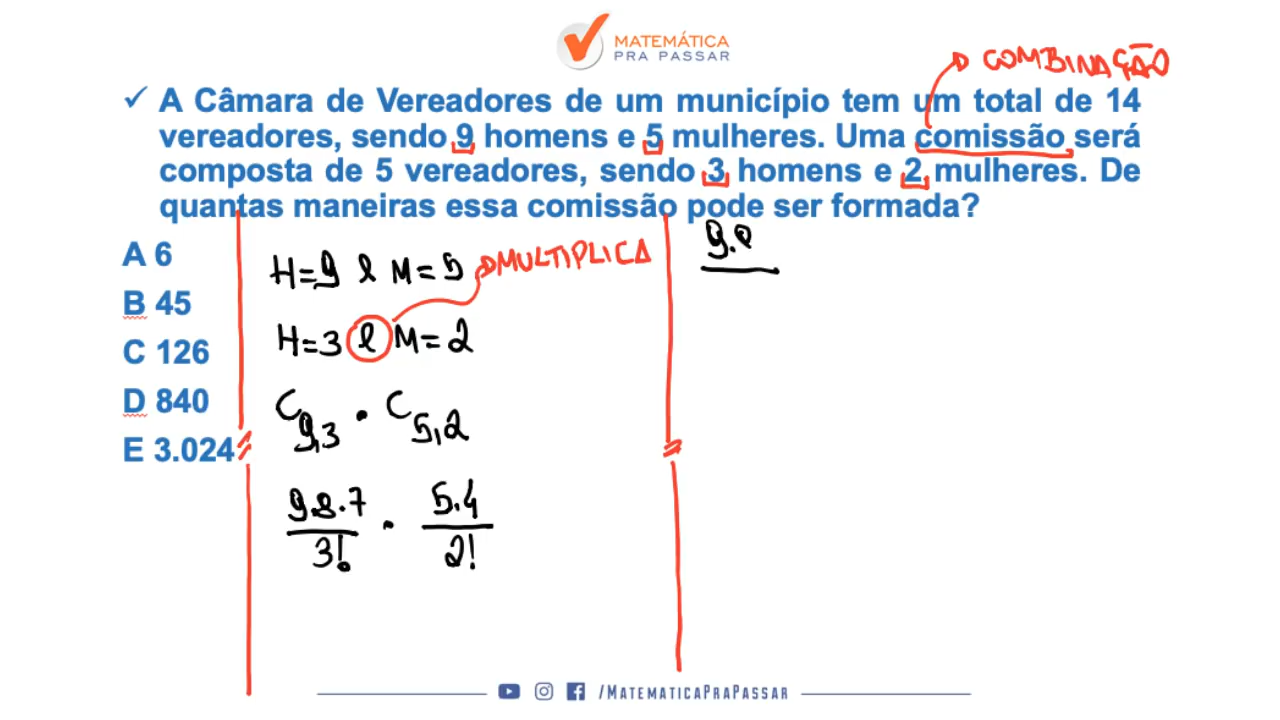 MATEMÁTICA
PRA PASSAR
COMBINAÇÃO
✓ A Câmara de Vereadores de um município tem um total de 14
vereadores, sendo 9 homens e 5 mulheres. Uma comissão será
composta de 5 vereadores, sendo 3 homens e 2 mulheres. De
quantas maneiras essa comissão pode ser formada?
A 6
B 45
C 126
D 840
E 3.024
H=9 e M=5
MULTIPLICA
H=3 e M=2
C9,3 · C5,2
9.8.7 / 3! · 5.4 / 2!
/MATEMATICAPRAPASSAR